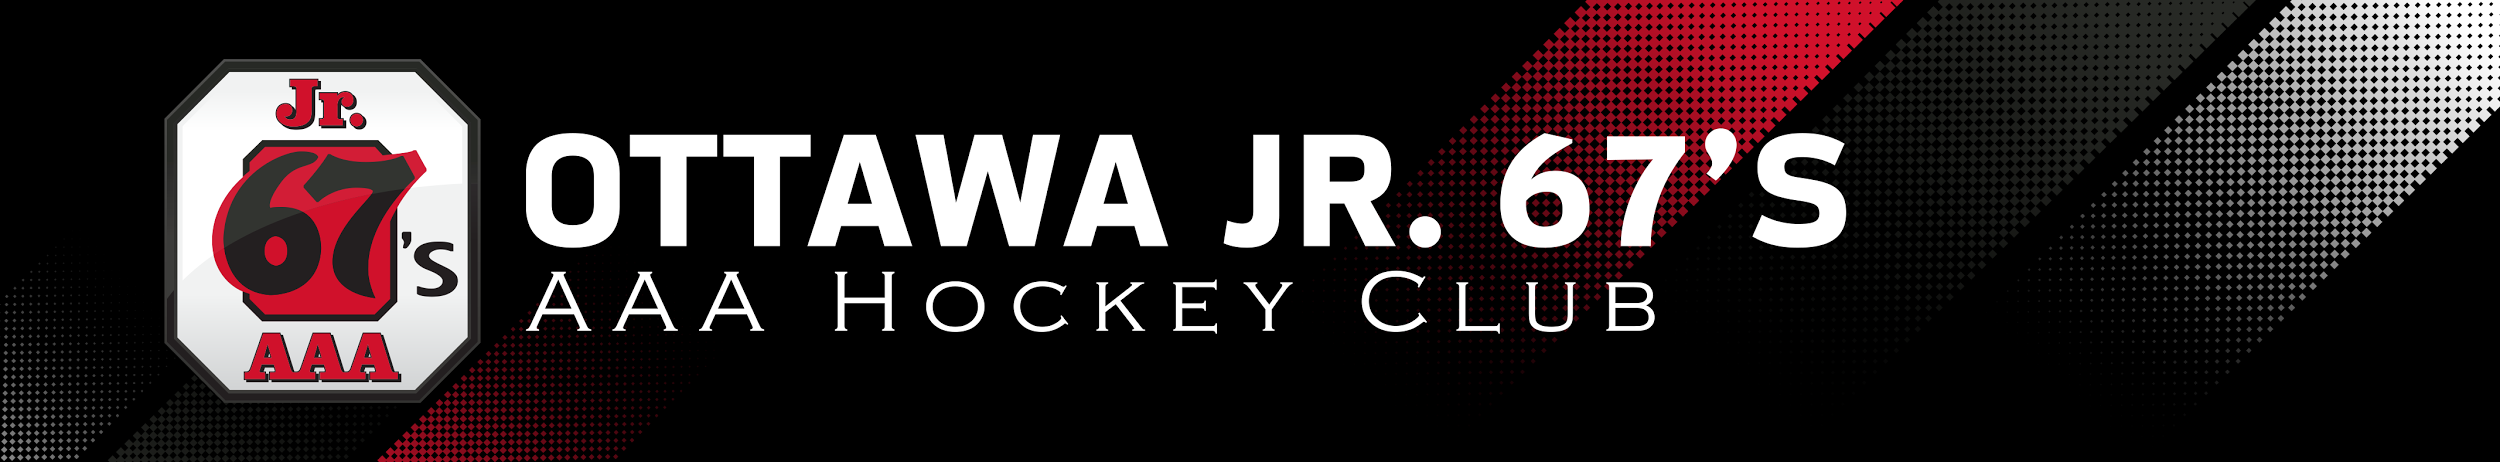 Jr.
67's
AAA
OTTAWA JR. 67'S
AAA HOCKEY CLUB